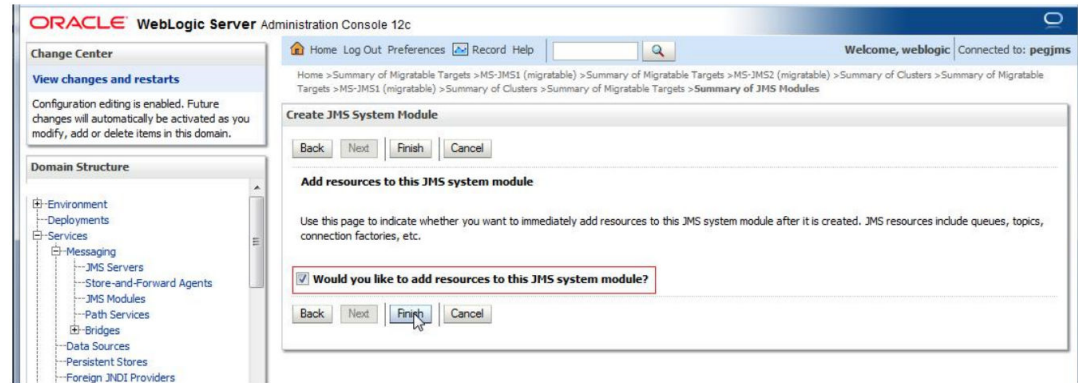 ORACLE WebLogic Server Administration Console 12c
Change Center
View changes and restarts
Configuration editing is enabled. Future
changes will automatically be activated as you
modify, add or delete items in this domain.
Domain Structure
Environment
Deployments
Services
Messaging
JMS Servers
Store-and-Forward Agents
JMS Modules
Path Services
Bridges
Data Sources
Persistent Stores
Foreign JNDI Providers
Home Log Out Preferences Record Help
Welcome, weblogic Connected to: pegjms
Home >Summary of Migratable Targets >MS-JMS1 (migratable) >Summary of Migratable Targets >MS-JMS2 (migratable) >Summary of Clusters >Summary of Migratable
Targets >MS-JMS1 (migratable) >Summary of Clusters >Summary of Migratable Targets >Summary of JMS Modules
Create JMS System Module
Back Next Finish Cancel
Add resources to this JMS system module
Use this page to indicate whether you want to immediately add resources to this JMS system module after it is created. JMS resources include queues, topics,
connection factories, etc.
Would you like to add resources to this JMS system module?
Back Next Finish Cancel